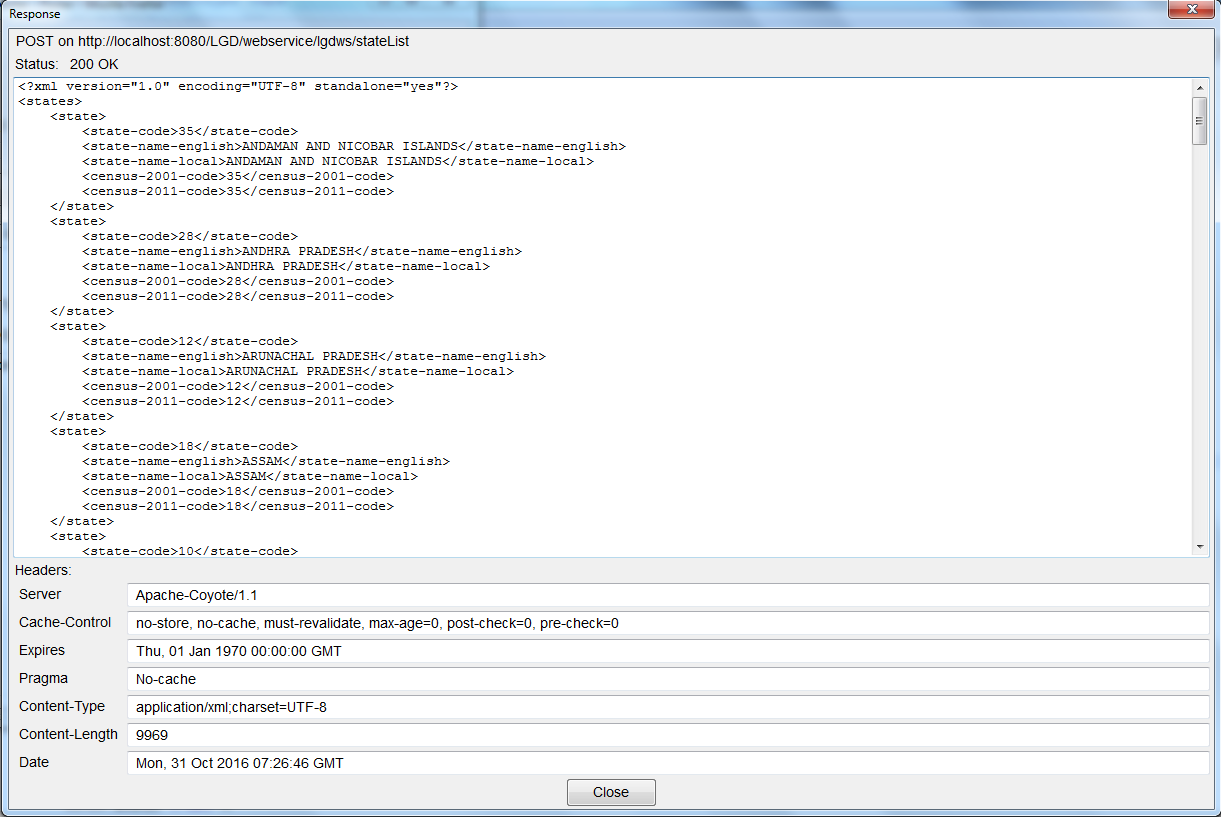 Response
POST on http://localhost:8080/LGD/webservice/lgdws/stateList
Status: 200 OK
<?xml version="1.0" encoding="UTF-8" standalone="yes"?>
<states>
    <state>
        <state-code>35</state-code>
        <state-name-english>ANDAMAN AND NICOBAR ISLANDS</state-name-english>
        <state-name-local>ANDAMAN AND NICOBAR ISLANDS</state-name-local>
        <census-2001-code>35</census-2001-code>
        <census-2011-code>35</census-2011-code>
    </state>
    <state>
        <state-code>28</state-code>
        <state-name-english>ANDHRA PRADESH</state-name-english>
        <state-name-local>ANDHRA PRADESH</state-name-local>
        <census-2001-code>28</census-2001-code>
        <census-2011-code>28</census-2011-code>
    </state>
    <state>
        <state-code>12</state-code>
        <state-name-english>ARUNACHAL PRADESH</state-name-english>
        <state-name-local>ARUNACHAL PRADESH</state-name-local>
        <census-2001-code>12</census-2001-code>
        <census-2011-code>12</census-2011-code>
    </state>
    <state>
        <state-code>18</state-code>
        <state-name-english>ASSAM</state-name-english>
        <state-name-local>ASSAM</state-name-local>
        <census-2001-code>18</census-2001-code>
        <census-2011-code>18</census-2011-code>
    </state>
    <state>
        <state-code>10</state-code>
Headers:
Server Apache-Coyote/1.1
Cache-Control no-store, no-cache, must-revalidate, max-age=0, post-check=0, pre-check=0
Expires Thu, 01 Jan 1970 00:00:00 GMT
Pragma No-cache
Content-Type application/xml;charset=UTF-8
Content-Length 9969
Date Mon, 31 Oct 2016 07:26:46 GMT
Close